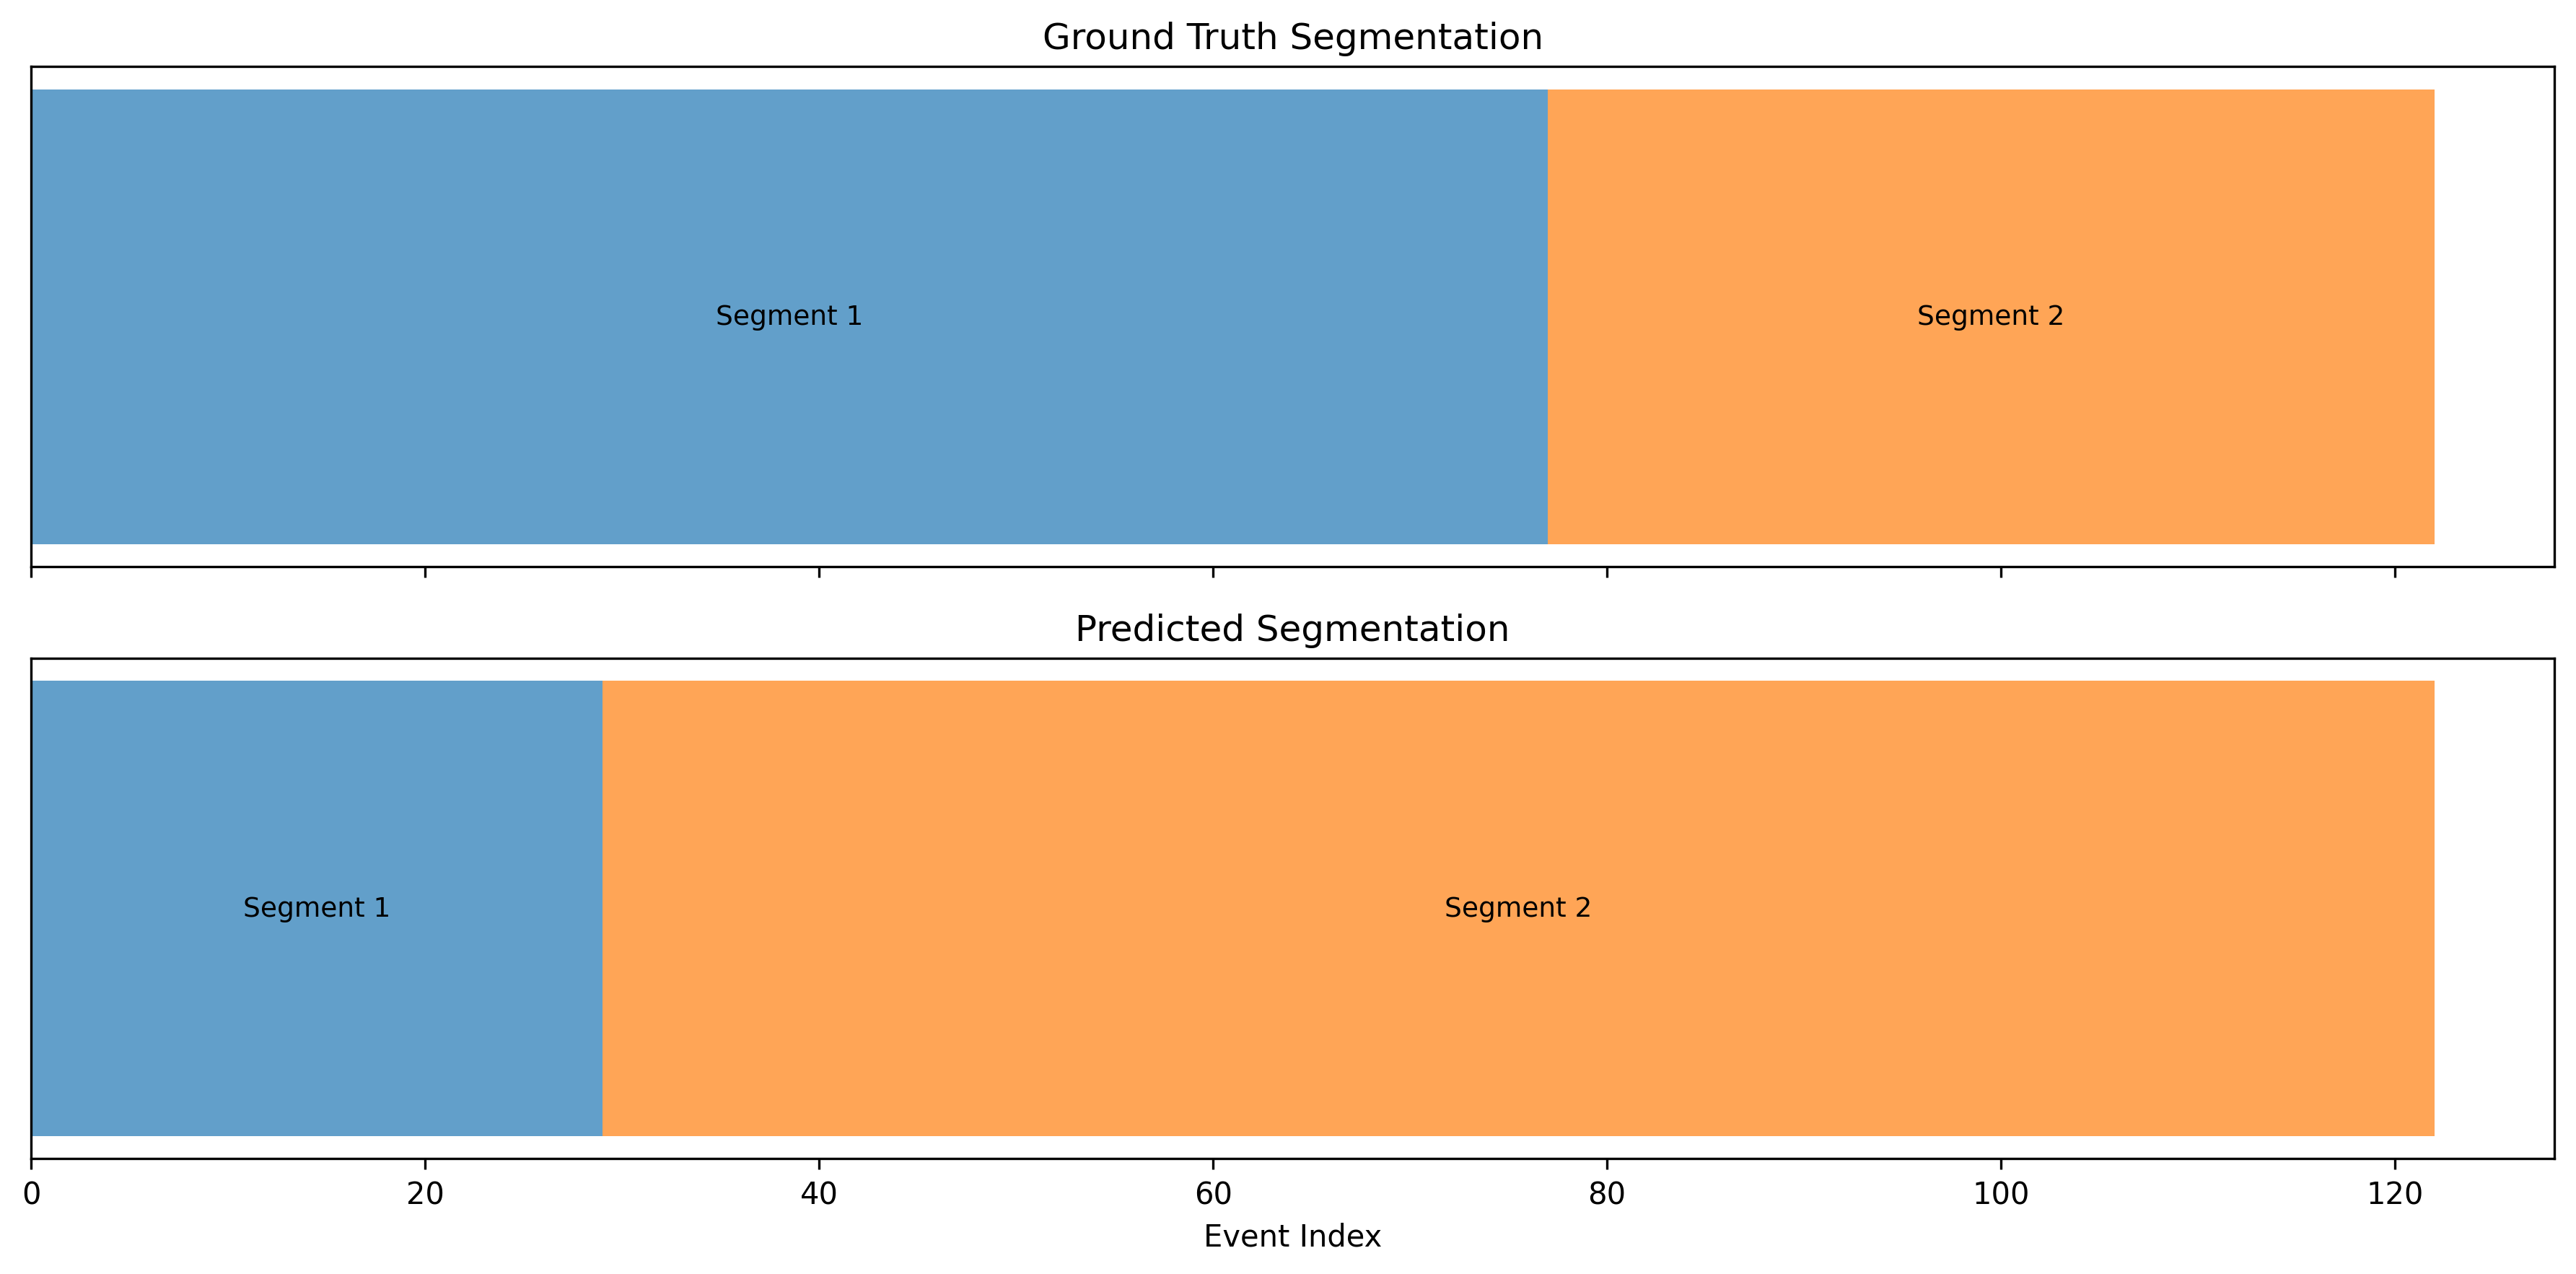 Ground Truth Segmentation
Segment 1 Segment 2
Predicted Segmentation
Segment 1 Segment 2
0 20 40 60 80 100 120
Event Index